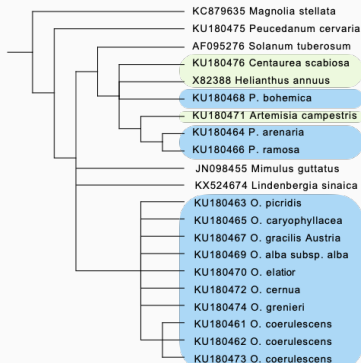 KC879635 Magnolia stellata
KU180475 Peucedanum cervaria
AF095276 Solanum tuberosum
KU180476 Centaurea scabiosa
X82388 Helianthus annuus
KU180468 P. bohemica
KU180471 Artemisia campestris
KU180464 P. arenaria
KU180466 P. ramosa
JN098455 Mimulus guttatus
KX524674 Lindenbergia sinaica
KU180463 O. picridis
KU180465 O. caryophyllacea
KU180467 O. gracilis Austria
KU180469 O. alba subsp. alba
KU180470 O. elatior
KU180472 O. cernua
KU180474 O. grenieri
KU180461 O. coerulescens
KU180462 O. coerulescens
KU180473 O. coerulescens